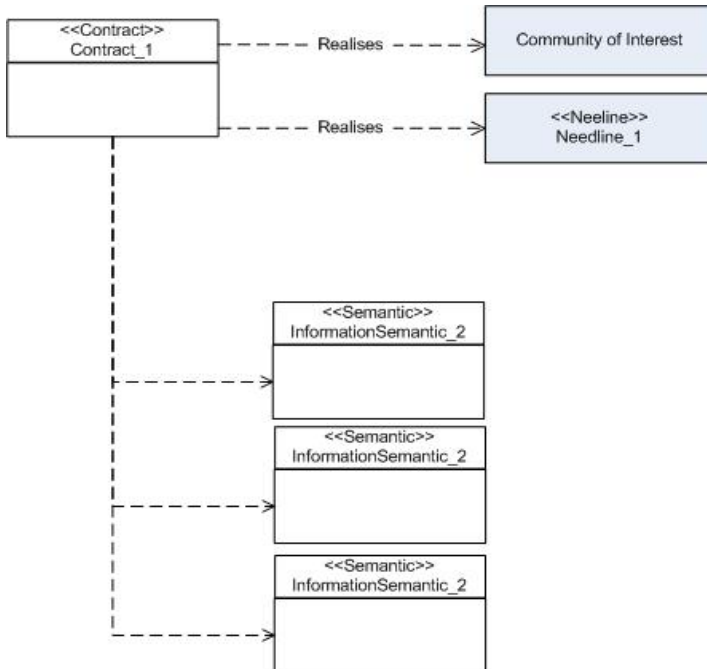 <<Contract>>
Contract_1
Realises
Community of Interest
Realises
<<Neeline>>
Needline_1
<<Semantic>>
InformationSemantic_2
<<Semantic>>
InformationSemantic_2
<<Semantic>>
InformationSemantic_2